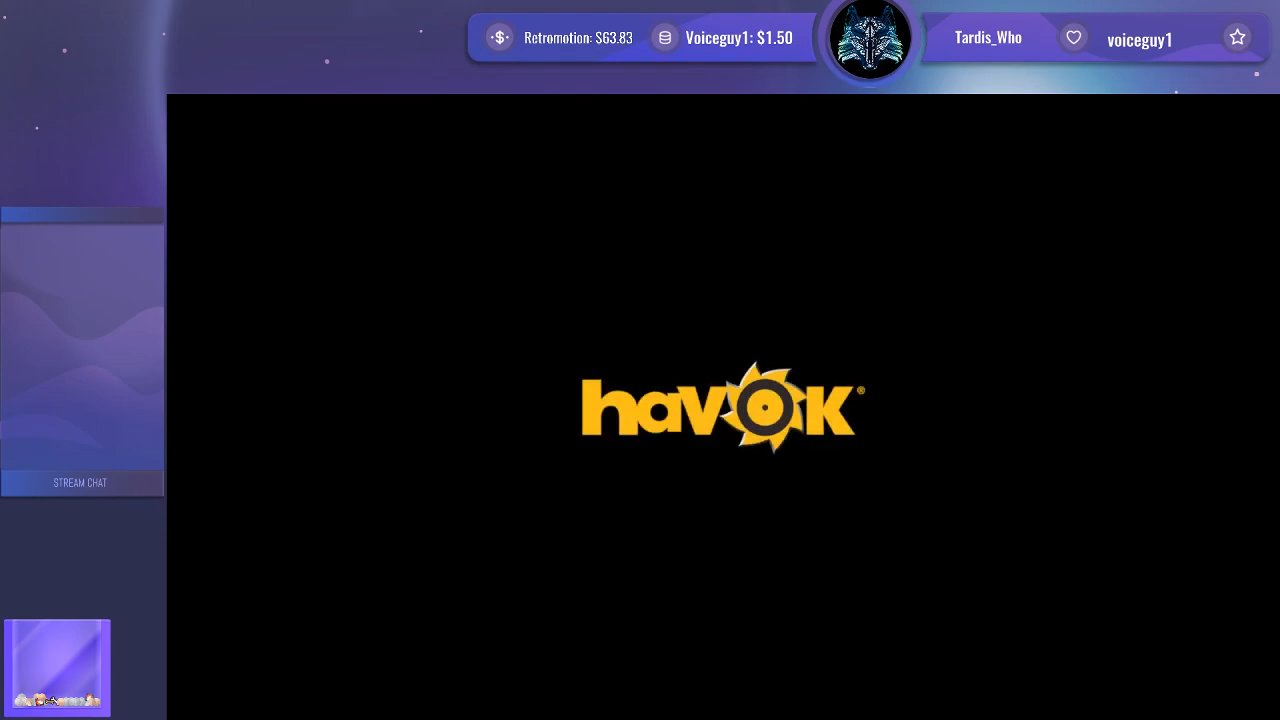 Retromotion: $63.83
Voiceguy1: $1.50
Tardis_Who
voiceguy1
havok®
STREAM CHAT